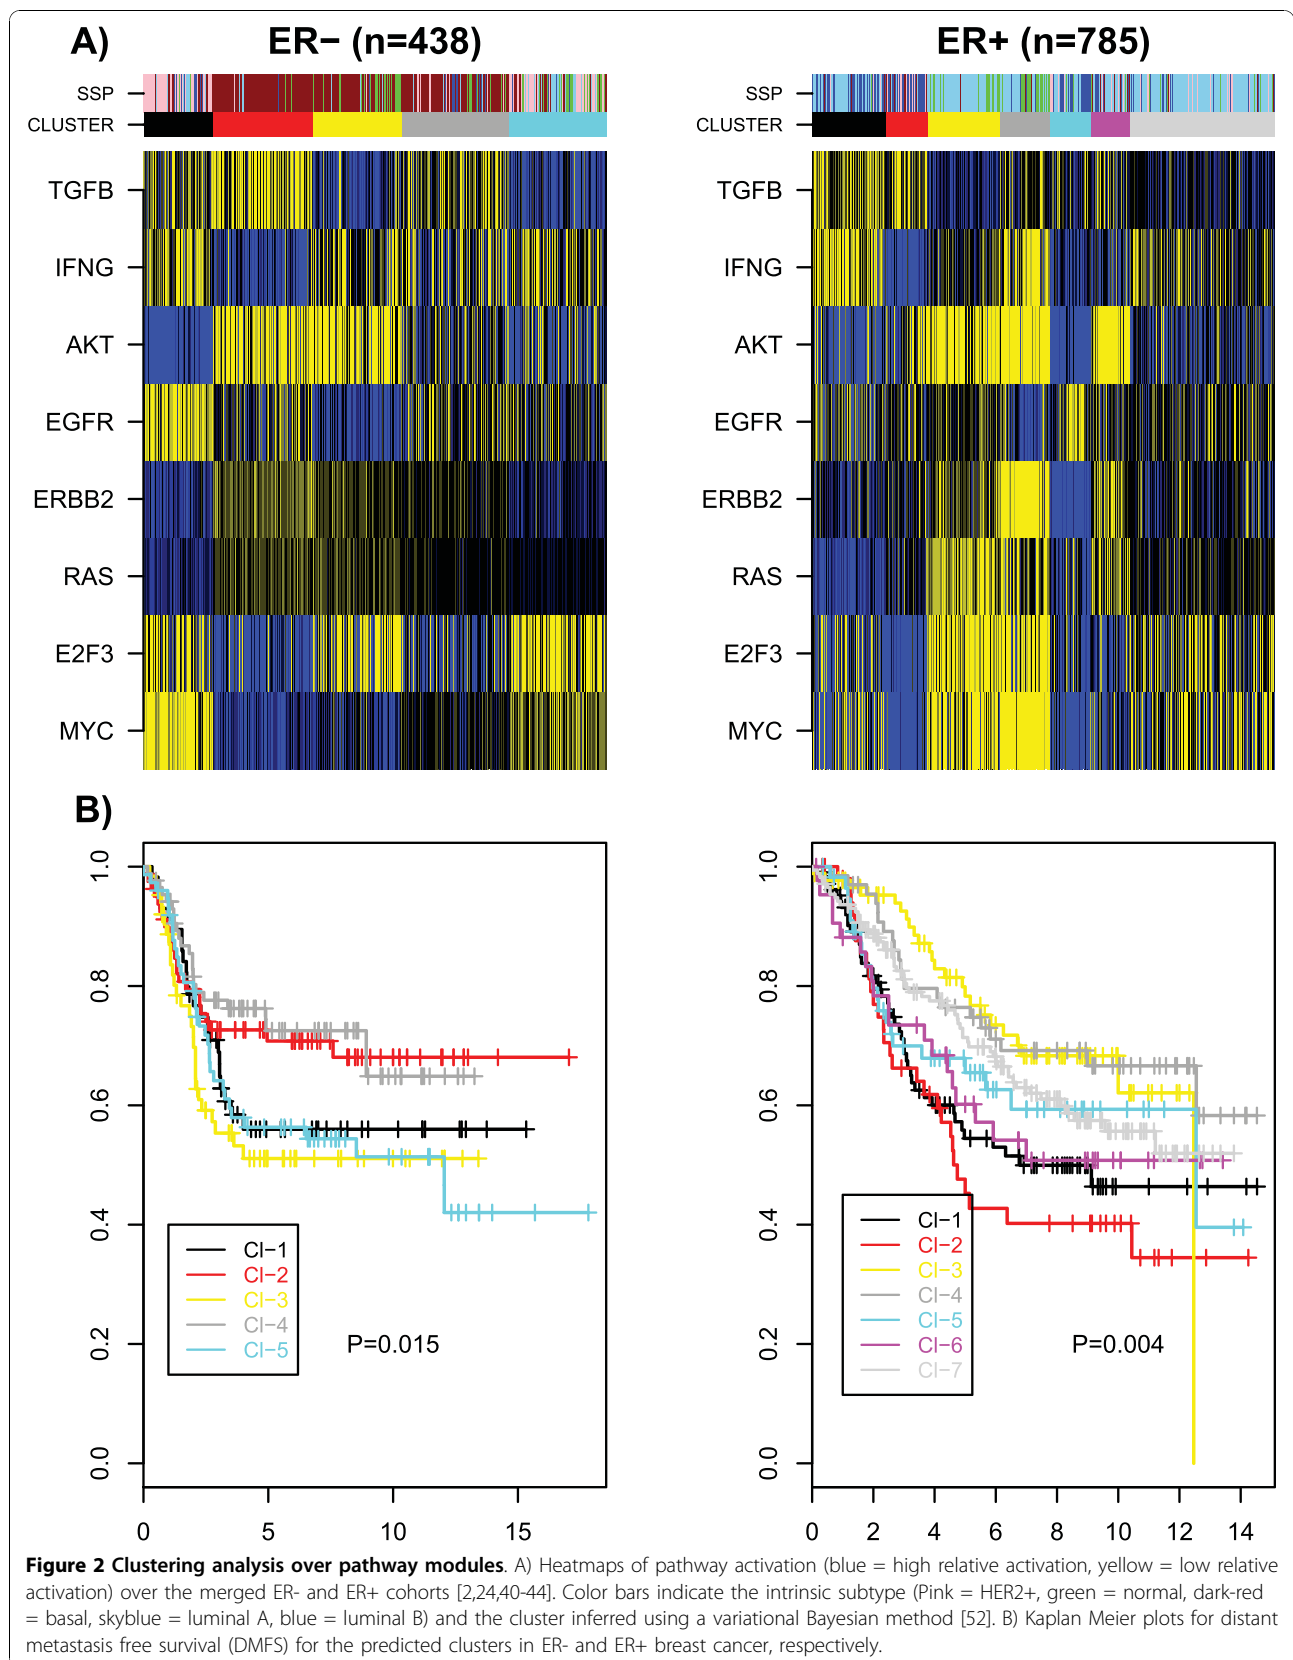 A)
ER− (n=438)
SSP
CLUSTER
TGFB
IFNG
AKT
EGFR
ERBB2
RAS
E2F3
MYC
ER+ (n=785)
SSP
CLUSTER
TGFB
IFNG
AKT
EGFR
ERBB2
RAS
E2F3
MYC
B)
1.0
0.8
0.6
0.4
0.2
0.0
Cl−1
Cl−2
Cl−3
Cl−4
Cl−5
P=0.015
0 5 10 15
1.0
0.8
0.6
0.4
0.2
0.0
Cl−1
Cl−2
Cl−3
Cl−4
Cl−5
Cl−6
Cl−7
P=0.004
0 2 4 6 8 10 12 14
Figure 2 Clustering analysis over pathway modules. A) Heatmaps of pathway activation (blue = high relative activation, yellow = low relative
activation) over the merged ER- and ER+ cohorts [2,24,40-44]. Color bars indicate the intrinsic subtype (Pink = HER2+, green = normal, dark-red
= basal, skyblue = luminal A, blue = luminal B) and the cluster inferred using a variational Bayesian method [52]. B) Kaplan Meier plots for distant
metastasis free survival (DMFS) for the predicted clusters in ER- and ER+ breast cancer, respectively.